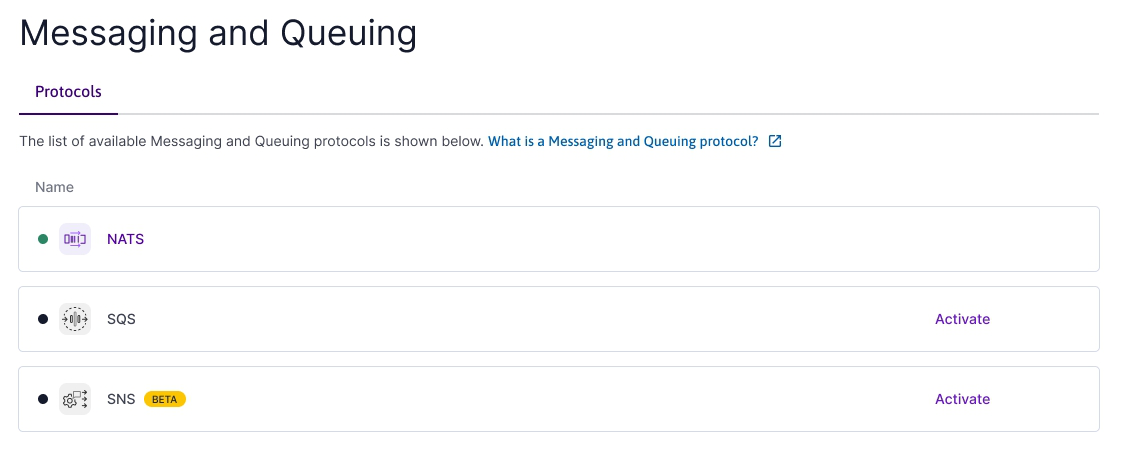 Messaging and Queuing
Protocols
The list of available Messaging and Queuing protocols is shown below. What is a Messaging and Queuing protocol?
Name
NATS
SQS Activate
SNS BETA Activate